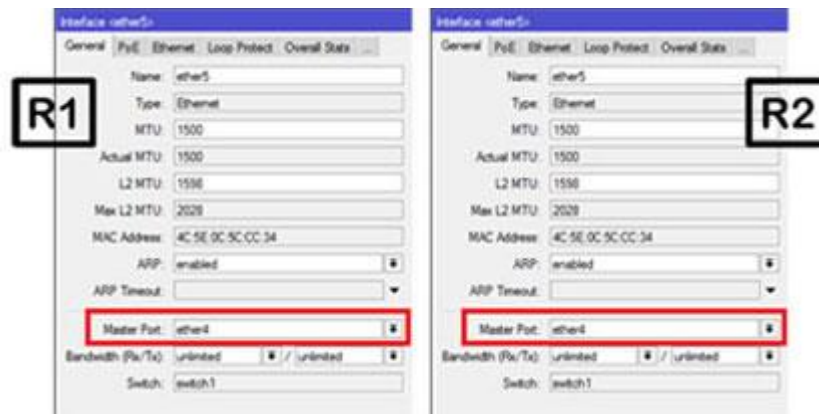 Interface <ether5>
General PoE Ethernet Loop Protect Overall Stats ...
Name: ether5
Type: Ethernet
R1
MTU: 1500
Actual MTU: 1500
L2 MTU: 1598
Max L2 MTU: 2028
MAC Address: 4C:5E:0C:5C:CC:34
ARP: enabled
ARP Timeout:
Master Port: ether4
Bandwidth (Rx/Tx): unlimited / unlimited
Switch: switch1
Interface <ether5>
General PoE Ethernet Loop Protect Overall Stats ...
Name: ether5
Type: Ethernet
R2
MTU: 1500
Actual MTU: 1500
L2 MTU: 1598
Max L2 MTU: 2028
MAC Address: 4C:5E:0C:5C:CC:34
ARP: enabled
ARP Timeout:
Master Port: ether4
Bandwidth (Rx/Tx): unlimited / unlimited
Switch: switch1